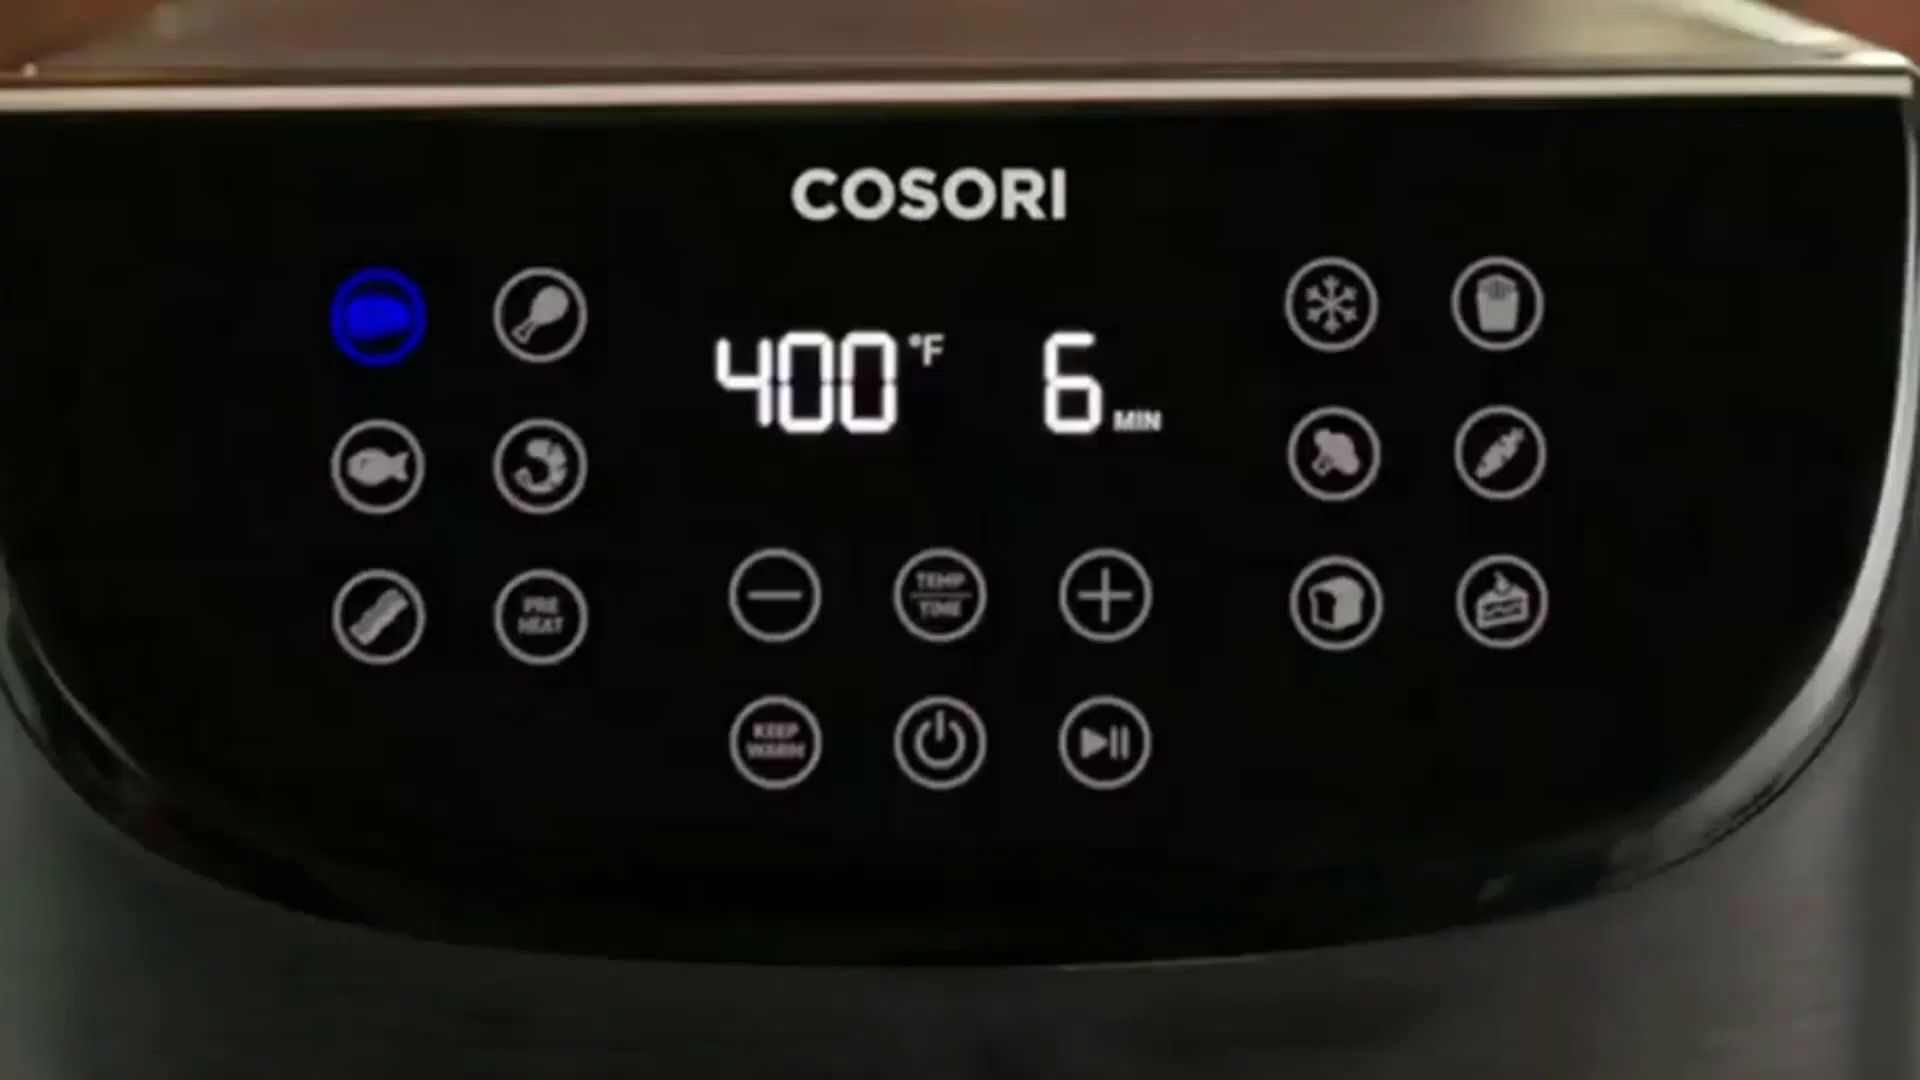 COSORI
400 °F 6 MIN
PRE
HEAT
TEMP
TIME
KEEP
WARM